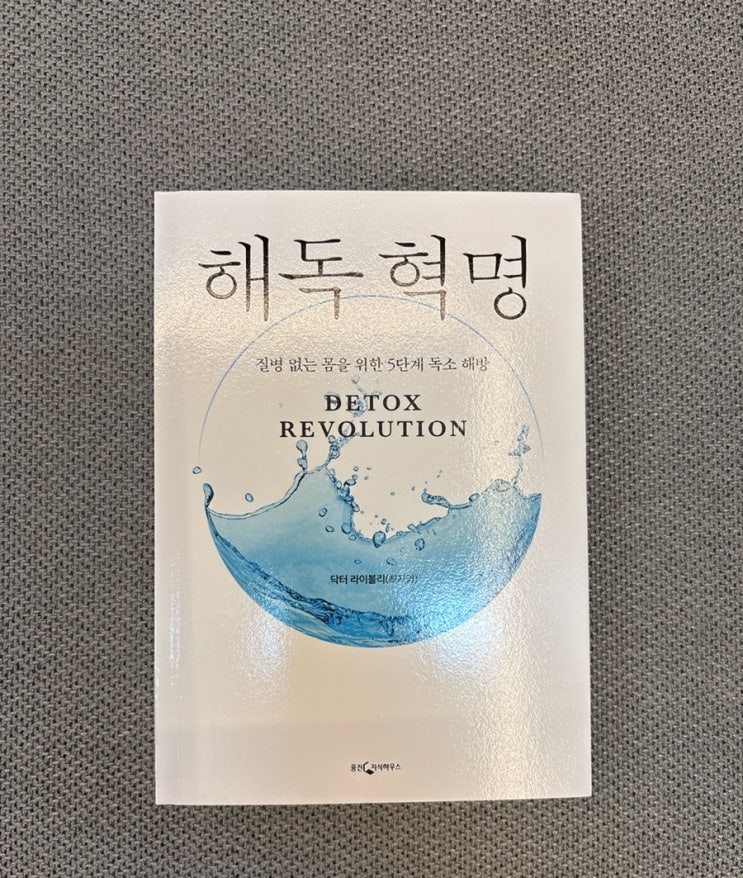 해독 혁명
질병 없는 몸을 위한 5단계 독소 해방
DETOX
REVOLUTION
닥터 라이블리(최지영)
웅진 지식하우스